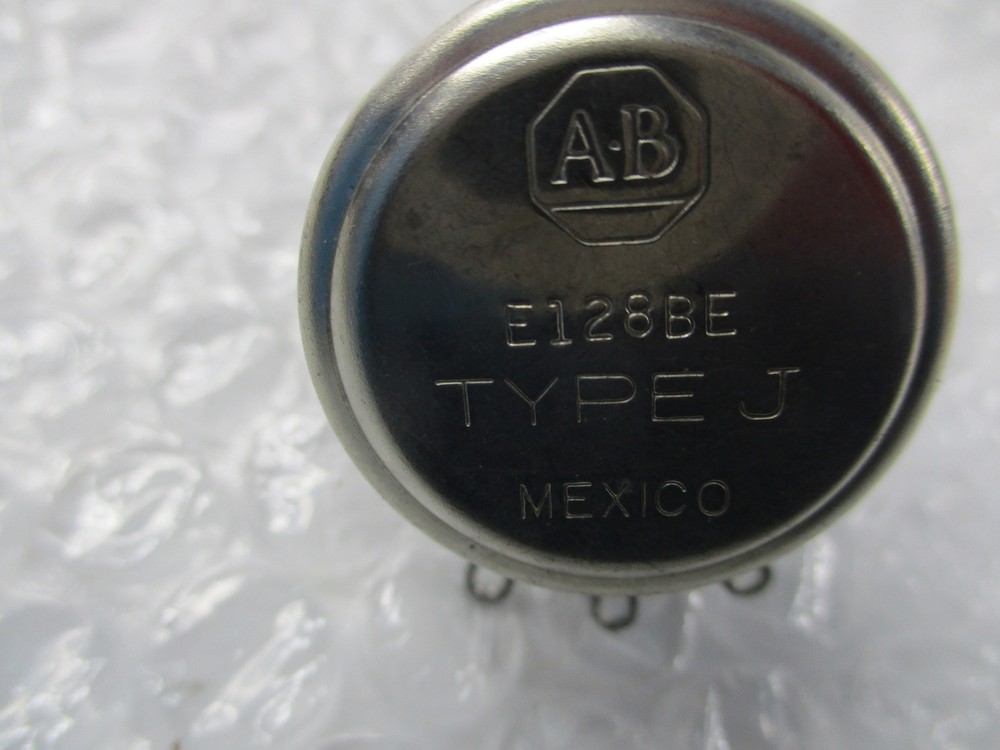 A·B
E128BE
TYPE J
MEXICO